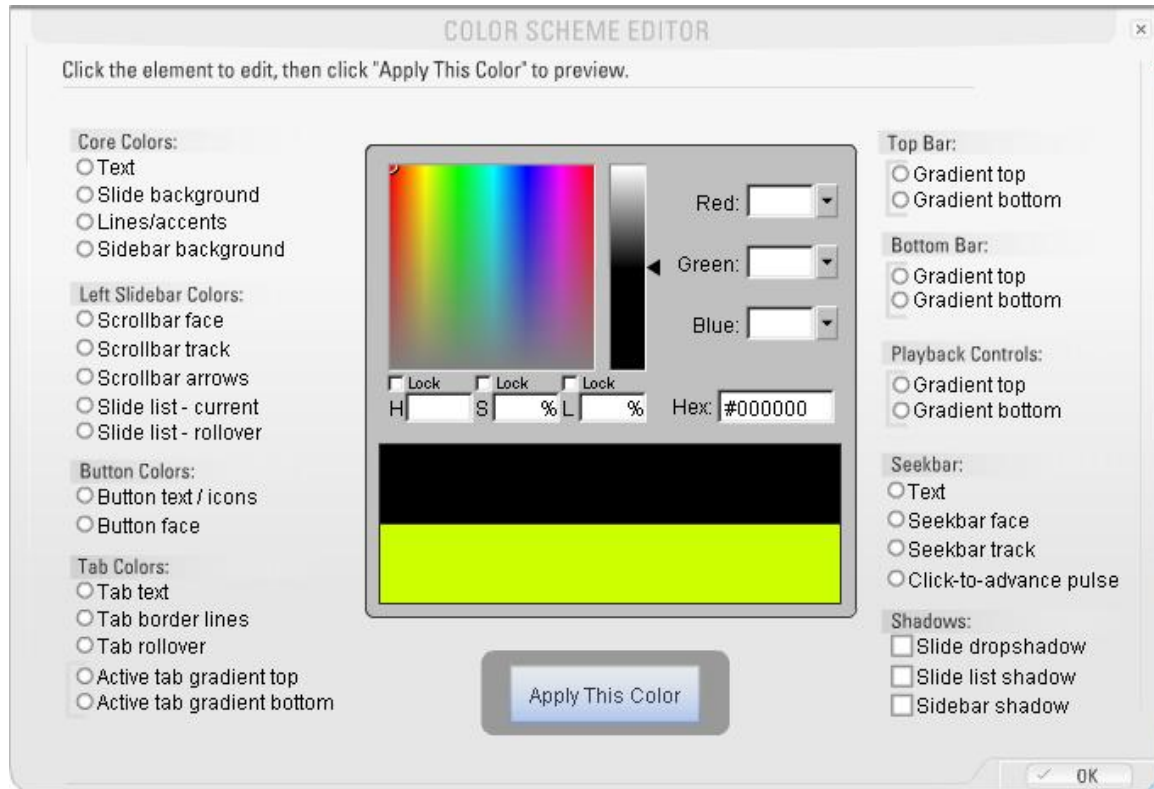 COLOR SCHEME EDITOR
Click the element to edit, then click "Apply This Color" to preview.
Core Colors:
Text
Slide background
Lines/accents
Sidebar background
Left Slidebar Colors:
Scrollbar face
Scrollbar track
Scrollbar arrows
Slide list - current
Slide list - rollover
Button Colors:
Button text / icons
Button face
Tab Colors:
Tab text
Tab border lines
Tab rollover
Active tab gradient top
Active tab gradient bottom
Red:
Green:
Blue:
Lock Lock Lock
H S % L %
Hex: #000000
Apply This Color
Top Bar:
Gradient top
Gradient bottom
Bottom Bar:
Gradient top
Gradient bottom
Playback Controls:
Gradient top
Gradient bottom
Seekbar:
Text
Seekbar face
Seekbar track
Click-to-advance pulse
Shadows:
Slide dropshadow
Slide list shadow
Sidebar shadow
OK